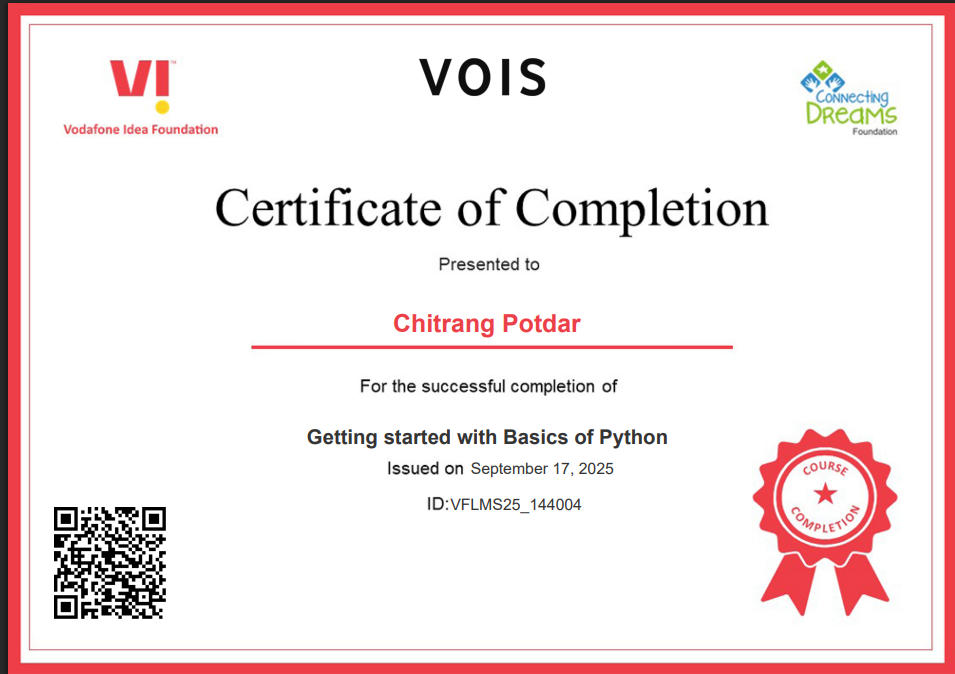 VI™
Vodafone Idea Foundation
VOIS
CONNECTING
DREAMS
Foundation
Certificate of Completion
Presented to
Chitrang Potdar
For the successful completion of
Getting started with Basics of Python
Issued on September 17, 2025
ID:VFLMS25_144004
COURSE
COMPLETION